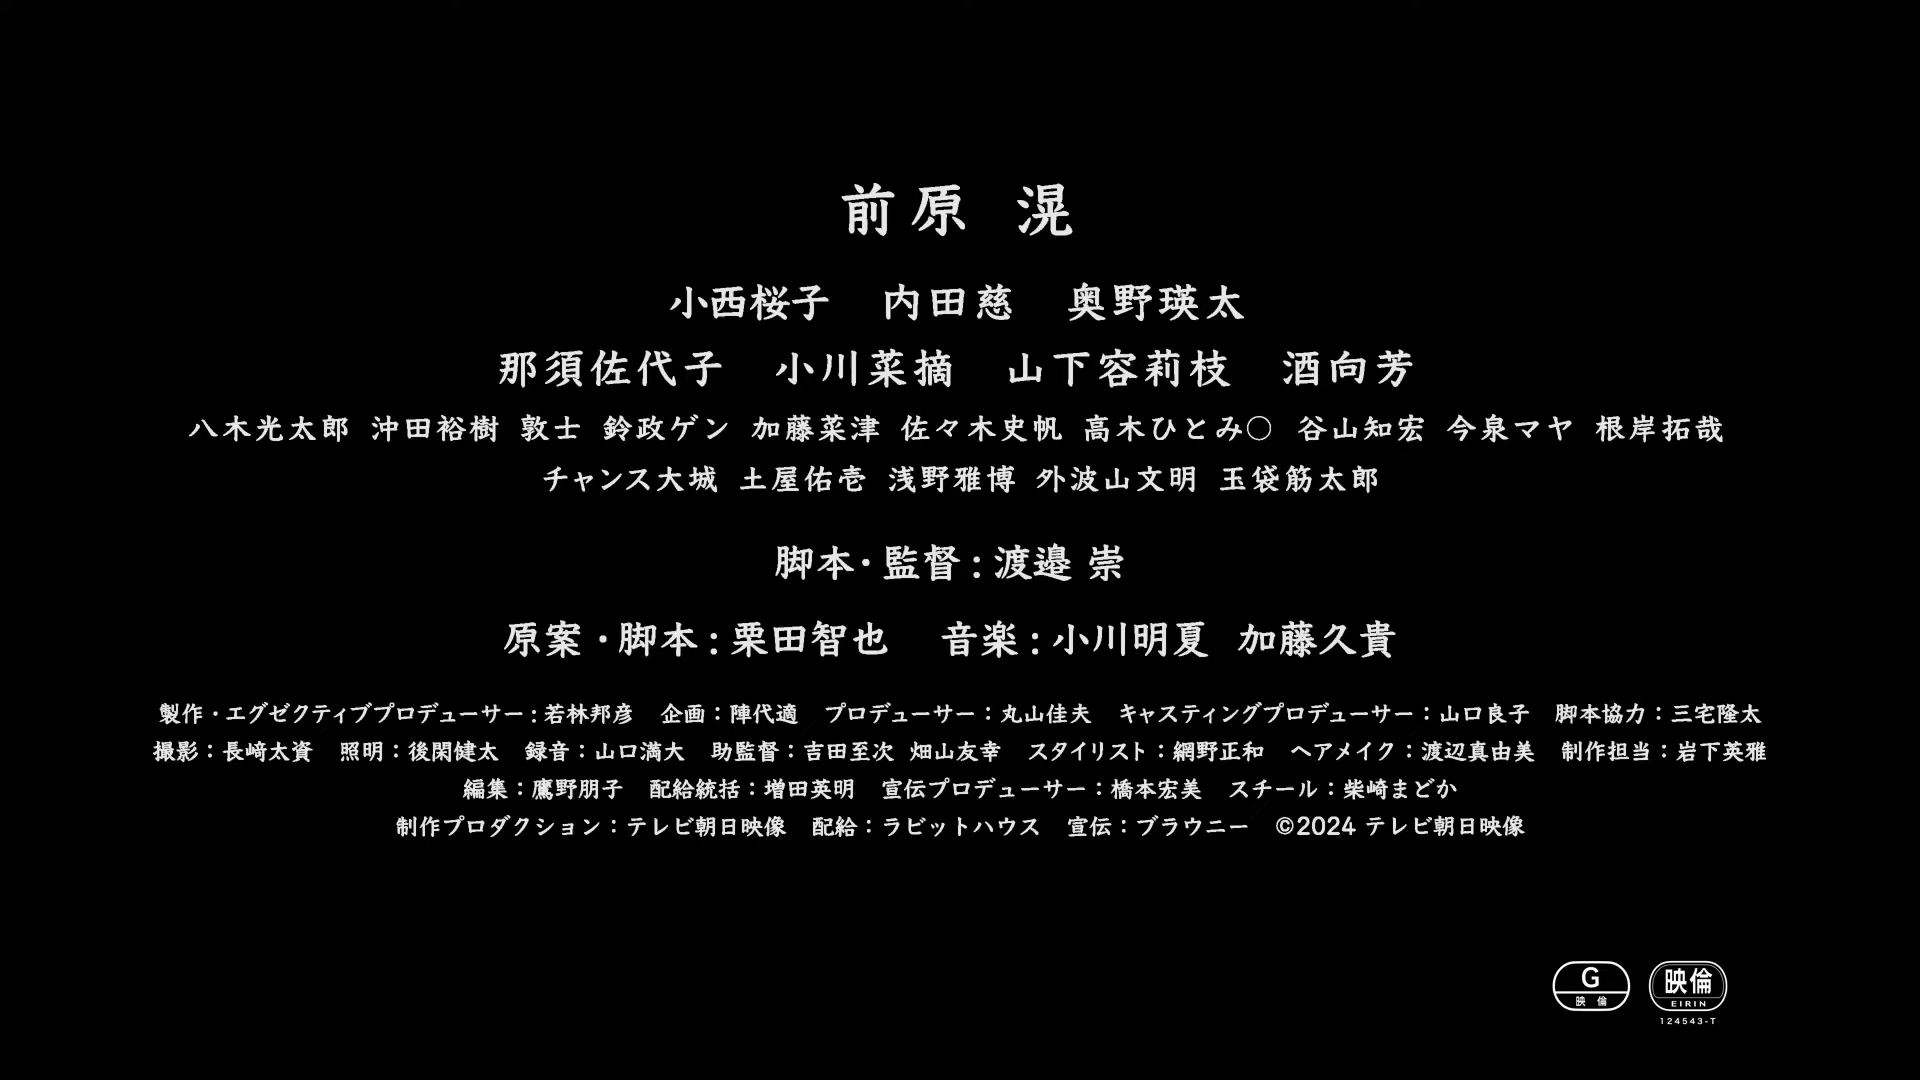 前原 滉
小西桜子 内田慈 奥野瑛太
那須佐代子 小川菜摘 山下容莉枝 酒向芳
八木光太郎 沖田裕樹 敦士 鈴政ゲン 加藤菜津 佐々木史帆 高木ひとみ〇 谷山知宏 今泉マヤ 根岸拓哉
チャンス大城 土屋佑壱 浅野雅博 外波山文明 玉袋筋太郎
脚本・監督:渡邉 崇
原案・脚本:栗田智也 音楽:小川明夏 加藤久貴
製作・エグゼクティブプロデューサー:若林邦彦 企画:陣代適 プロデューサー:丸山佳夫 キャスティングプロデューサー:山口良子 脚本協力:三宅隆太
撮影:長﨑太資 照明:後閑健太 録音:山口満大 助監督:吉田至次 畑山友幸 スタイリスト:網野正和 ヘアメイク:渡辺真由美 制作担当:岩下英雅
編集:鷹野朋子 配給統括:増田英明 宣伝プロデューサー:橋本宏美 スチール:柴崎まどか
制作プロダクション:テレビ朝日映像 配給:ラビットハウス 宣伝:ブラウニー ©2024 テレビ朝日映像
G 映倫
映倫 EIRIN
124543-T